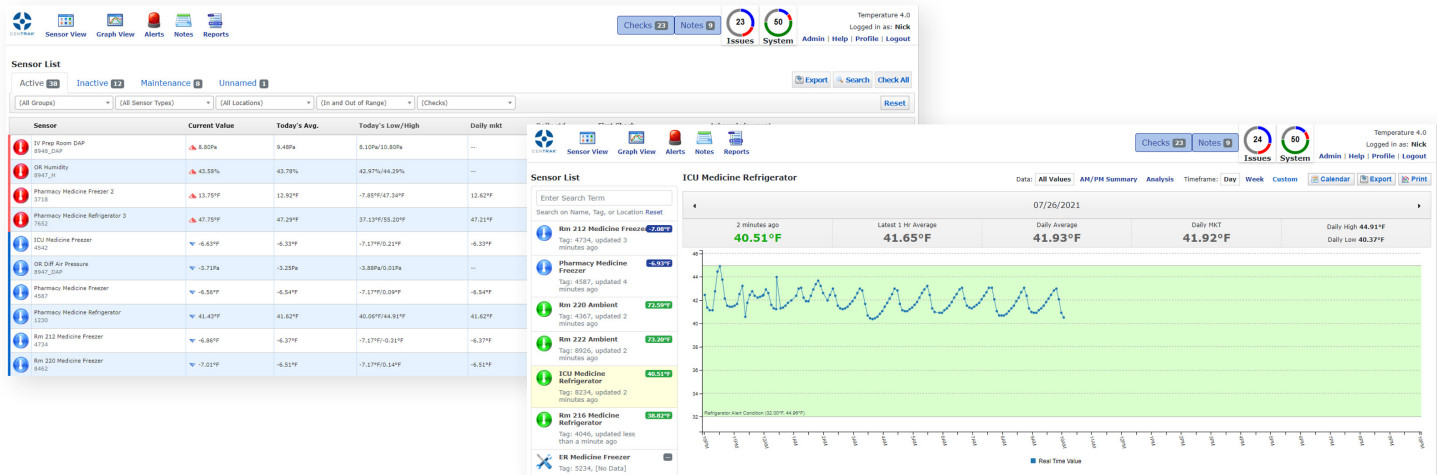 CENTRAK
Sensor View
Graph View
Alerts
Notes
Reports
Checks 23
Notes 9
23
Issues
50
System
Temperature 4.0
Logged in as: Nick
Admin | Help | Profile | Logout
Sensor List
Active 38
Inactive 12
Maintenance 8
Unnamed 1
Export
Search
Check All
(All Groups)
(All Sensor Types)
(All Locations)
(In and Out of Range)
(Checks)
Reset
Sensor Current Value Today's Avg. Today's Low/High Daily mkt
IV Prep Room DAP 8.80Pa 9.48Pa 8.10Pa/10.80Pa --
8948_DAP
OR Humidity 43.58% 43.78% 42.97%/44.29% --
8947_H
Pharmacy Medicine Freezer 2 13.75°F 12.92°F -7.85°F/47.34°F 12.62°F
3718
Pharmacy Medicine Refrigerator 3 47.75°F 47.29°F 37.13°F/55.20°F 47.21°F
7652
ICU Medicine Freezer -6.63°F -6.33°F -7.17°F/0.21°F -6.33°F
4542
OR Diff Air Pressure -3.71Pa -3.25Pa -3.88Pa/0.01Pa --
8947_DAP
Pharmacy Medicine Freezer -6.56°F -6.54°F -7.17°F/0.09°F -6.54°F
4587
Pharmacy Medicine Refrigerator 41.43°F 41.62°F 40.06°F/44.91°F 41.62°F
1230
Rm 212 Medicine Freezer -6.86°F -6.37°F -7.17°F/-0.31°F -6.37°F
4734
Rm 220 Medicine Freezer -7.01°F -6.51°F -7.17°F/0.14°F -6.51°F
8462
CENTRAK
Sensor View
Graph View
Alerts
Notes
Reports
Checks 23
Notes 9
24
Issues
50
System
Temperature 4.0
Logged in as: Nick
Admin | Help | Profile | Logout
Sensor List
Enter Search Term
Search on Name, Tag, or Location Reset
Rm 212 Medicine Freeze -7.08°F
Tag: 4734, updated 3
minutes ago
Pharmacy Medicine -6.93°F
Freezer
Tag: 4587, updated 4
minutes ago
Rm 220 Ambient 72.59°F
Tag: 4367, updated 2
minutes ago
Rm 222 Ambient 73.20°F
Tag: 8926, updated 2
minutes ago
ICU Medicine 40.51°F
Refrigerator
Tag: 8234, updated 2
minutes ago
Rm 216 Medicine 38.82°F
Refrigerator
Tag: 4046, updated less
than a minute ago
ER Medicine Freezer --
Tag: 5234, [No Data]
ICU Medicine Refrigerator
Data: All Values AM/PM Summary Analysis Timeframe: Day Week Custom
Calendar
Export
Print
07/26/2021
2 minutes ago
40.51°F
Latest 1 Hr Average
41.65°F
Daily Average
41.93°F
Daily MKT
41.92°F
Daily High 44.91°F
Daily Low 40.37°F
46
44
42
40
38
36
34
32
Refrigerator Alert Condition (32.00°F, 44.96°F)
Real Time Value